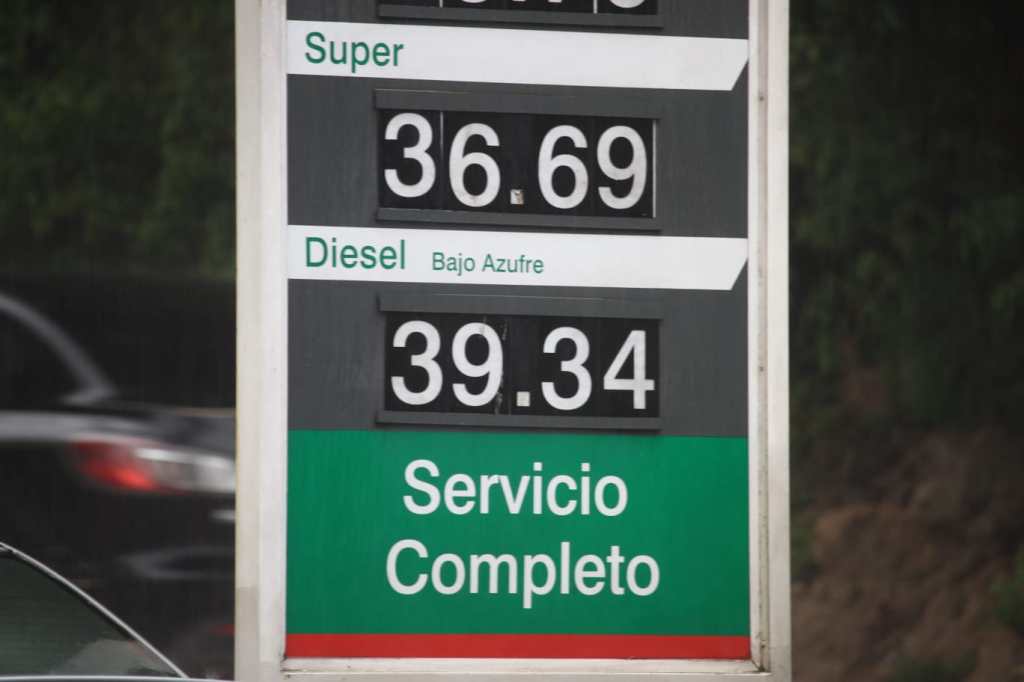 Super
36.69
Diesel Bajo Azufre
39.34
Servicio
Completo